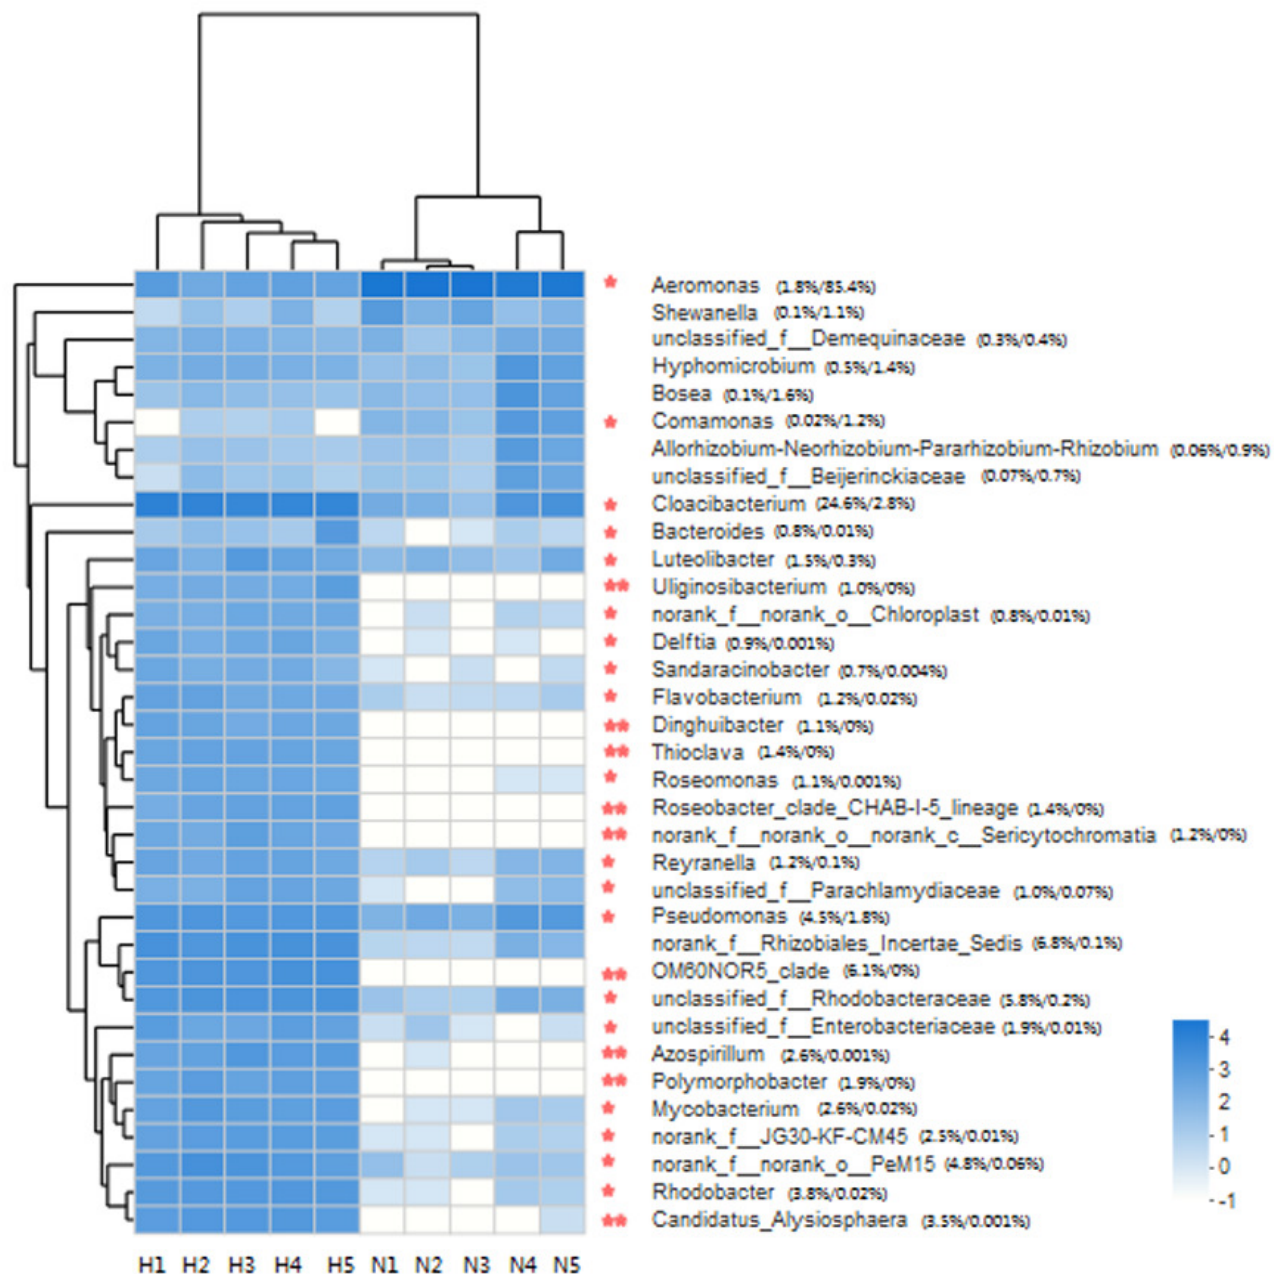 Aeromonas (1.8%/85.4%)
Shewanella (0.1%/1.1%)
unclassified_f__Demequinaceae (0.3%/0.4%)
Hyphomicrobium (0.5%/1.4%)
Bosea (0.1%/1.6%)
Comamonas (0.02%/1.2%)
Allorhizobium-Neorhizobium-Pararhizobium-Rhizobium (0.06%/0.9%)
unclassified_f__Beijerinckiaceae (0.07%/0.7%)
Cloacibacterium (24.6%/2.8%)
Bacteroides (0.8%/0.01%)
Luteolibacter (1.5%/0.3%)
Uliginosibacterium (1.0%/0%)
norank_f__norank_o__Chloroplast (0.8%/0.01%)
Delftia (0.9%/0.001%)
Sandaracinobacter (0.7%/0.004%)
Flavobacterium (1.2%/0.02%)
Dinghuibacter (1.1%/0%)
Thioclava (1.4%/0%)
Roseomonas (1.1%/0.001%)
Roseobacter_clade_CHAB-I-5_lineage (1.4%/0%)
norank_f__norank_o__norank_c__Sericytochromatia (1.2%/0%)
Reyranella (1.2%/0.1%)
unclassified_f__Parachlamydiaceae (1.0%/0.07%)
Pseudomonas (4.5%/1.8%)
norank_f__Rhizobiales_Incertae_Sedis (6.8%/0.1%)
OM60NOR5_clade (6.1%/0%)
unclassified_f__Rhodobacteraceae (5.8%/0.2%)
unclassified_f__Enterobacteriaceae (1.9%/0.01%)
Azospirillum (2.6%/0.001%)
Polymorphobacter (1.9%/0%)
Mycobacterium (2.6%/0.02%)
norank_f__JG30-KF-CM45 (2.5%/0.01%)
norank_f__norank_o__PeM15 (4.8%/0.06%)
Rhodobacter (3.8%/0.02%)
Candidatus_Alysiosphaera (3.5%/0.001%)
4
3
2
1
0
-1
H1 H2 H3 H4 H5 N1 N2 N3 N4 N5